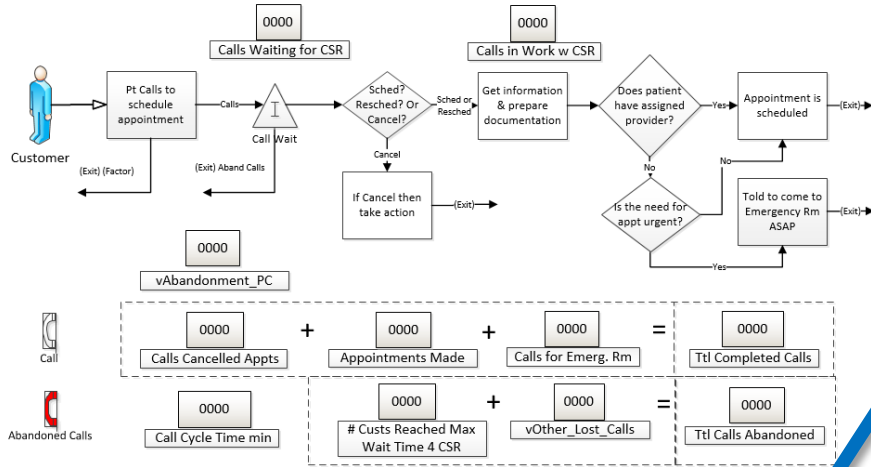 0000
Calls Waiting for CSR
0000
Calls in Work w CSR
Customer
Pt Calls to
schedule
appointment
Calls
I
Call Wait
Sched?
Resched? Or
Cancel?
Sched or
Resched
Get information
& prepare
documentation
Does patient
have assigned
provider?
Yes
Appointment is
scheduled
(Exit)
(Exit) (Factor)
(Exit) Aband Calls
Cancel
If Cancel then
take action
(Exit)
No
No
Is the need for
appt urgent?
Yes
Told to come to
Emergency Rm
ASAP
(Exit)
0000
vAbandonment_PC
Call
0000
Calls Cancelled Appts
+
0000
Appointments Made
+
0000
Calls for Emerg. Rm
=
0000
Ttl Completed Calls
Abandoned Calls
0000
Call Cycle Time min
0000
# Custs Reached Max
Wait Time 4 CSR
+
0000
vOther_Lost_Calls
=
0000
Ttl Calls Abandoned